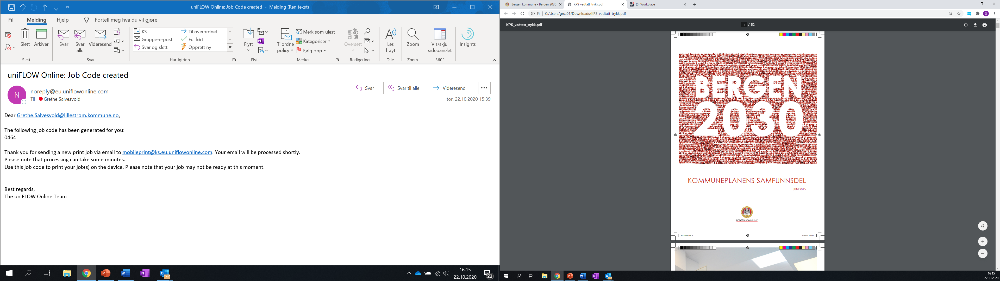 uniFLOW Online: Job Code created - Melding (Ren tekst)
Fil
Melding
Hjelp
Fortell meg hva du vil gjøre
Slett
Arkiver
Slett
Svar
Svar alle
Videresend
Svar
KS
Gruppe-e-post
Svar og slett
Til overordnet
Fullført
Opprett ny
Hurtigtrinn
Flytt
Flytt
Tilordne policy
Merk som ulest
Kategoriser
Følg opp
Merker
Oversett
Redigering
Les høyt
Tale
Zoom
Zoom
Vis/skjul sidepanelet
360°
Insights
uniFLOW Online: Job Code created
N
noreply@eu.uniflowonline.com
Til Grethe Salvesvold
Svar
Svar til alle
Videresend
tor. 22.10.2020 15:39
Dear Grethe.Salvesvold@lillestrom.kommune.no,
The following job code has been generated for you:
0464
Thank you for sending a new print job via email to mobileprint@ks.eu.uniflowonline.com. Your email will be processed shortly.
Please note that processing can take some minutes.
Use this job code to print your job(s) on the device. Please note that your job may not be ready at this moment.
Best regards,
The uniFLOW Online Team
16:15
22.10.2020
22
Bergen kommune - Bergen 2030
KPS_vedtatt_trykk.pdf
(5) Workplace
Fil
C:/Users/grsa01/Downloads/KPS_vedtatt_trykk.pdf
G
KPS_vedtatt_trykk.pdf
1 / 52
BERGEN
2030
KOMMUNEPLANENS SAMFUNNSDEL
JUNI 2015
BERGEN KOMMUNE
16:15
22.10.2020